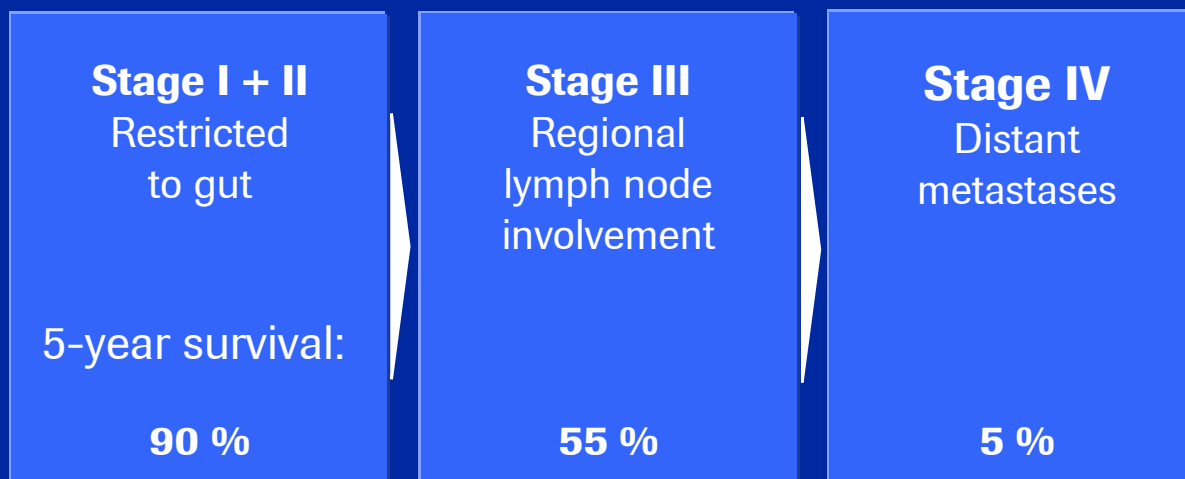 Stage I + II
Restricted
to gut
5-year survival:
90 %
Stage III
Regional
lymph node
involvement
55 %
Stage IV
Distant
metastases
5 %